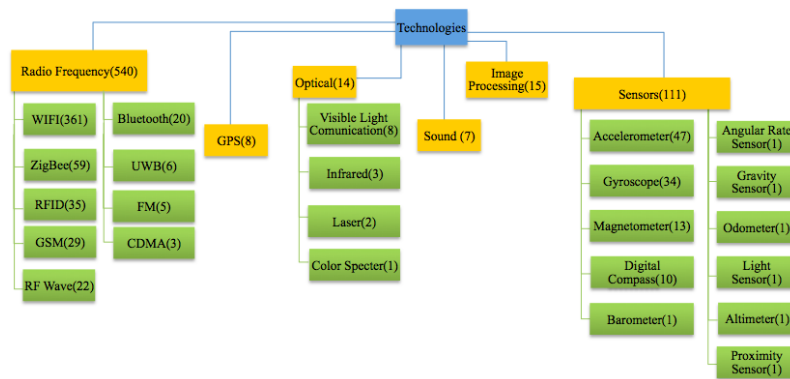 Technologies
Radio Frequency(540)
WIFI(361)
ZigBee(59)
RFID(35)
GSM(29)
RF Wave(22)
Bluetooth(20)
UWB(6)
FM(5)
CDMA(3)
GPS(8)
Optical(14)
Visible Light
Comunication(8)
Infrared(3)
Laser(2)
Color Specter(1)
Sound (7)
Image
Processing(15)
Sensors(111)
Accelerometer(47)
Gyroscope(34)
Magnetometer(13)
Digital
Compass(10)
Barometer(1)
Angular Rate
Sensor(1)
Gravity
Sensor(1)
Odometer(1)
Light
Sensor(1)
Altimeter(1)
Proximity
Sensor(1)